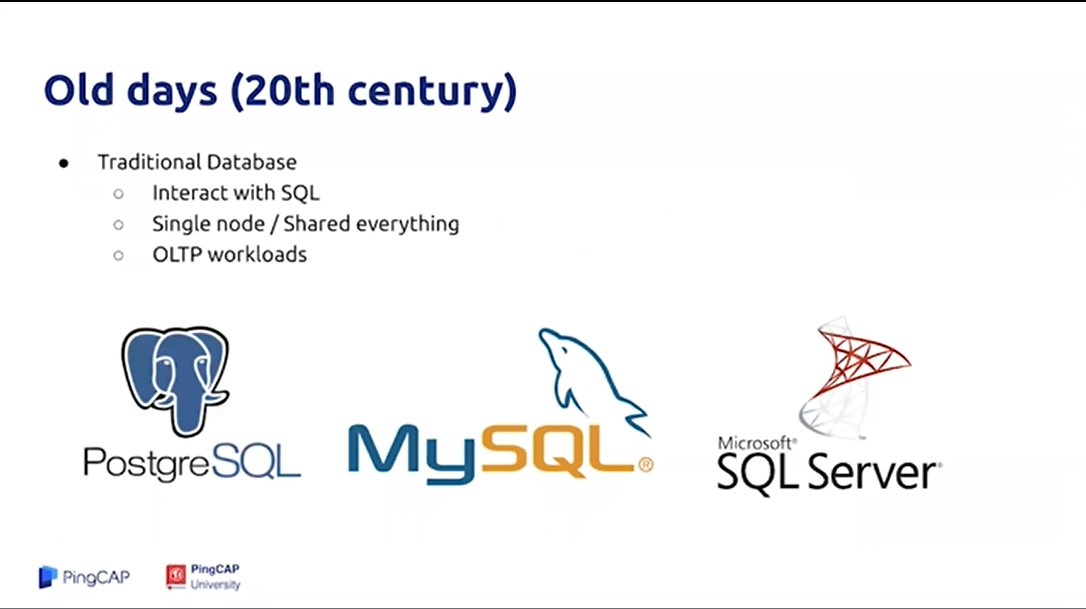 Old days (20th century)
● Traditional Database
○ Interact with SQL
○ Single node / Shared everything
○ OLTP workloads
PostgreSQL
MySQL®
Microsoft®
SQL Server®
PingCAP
PingCAP
University